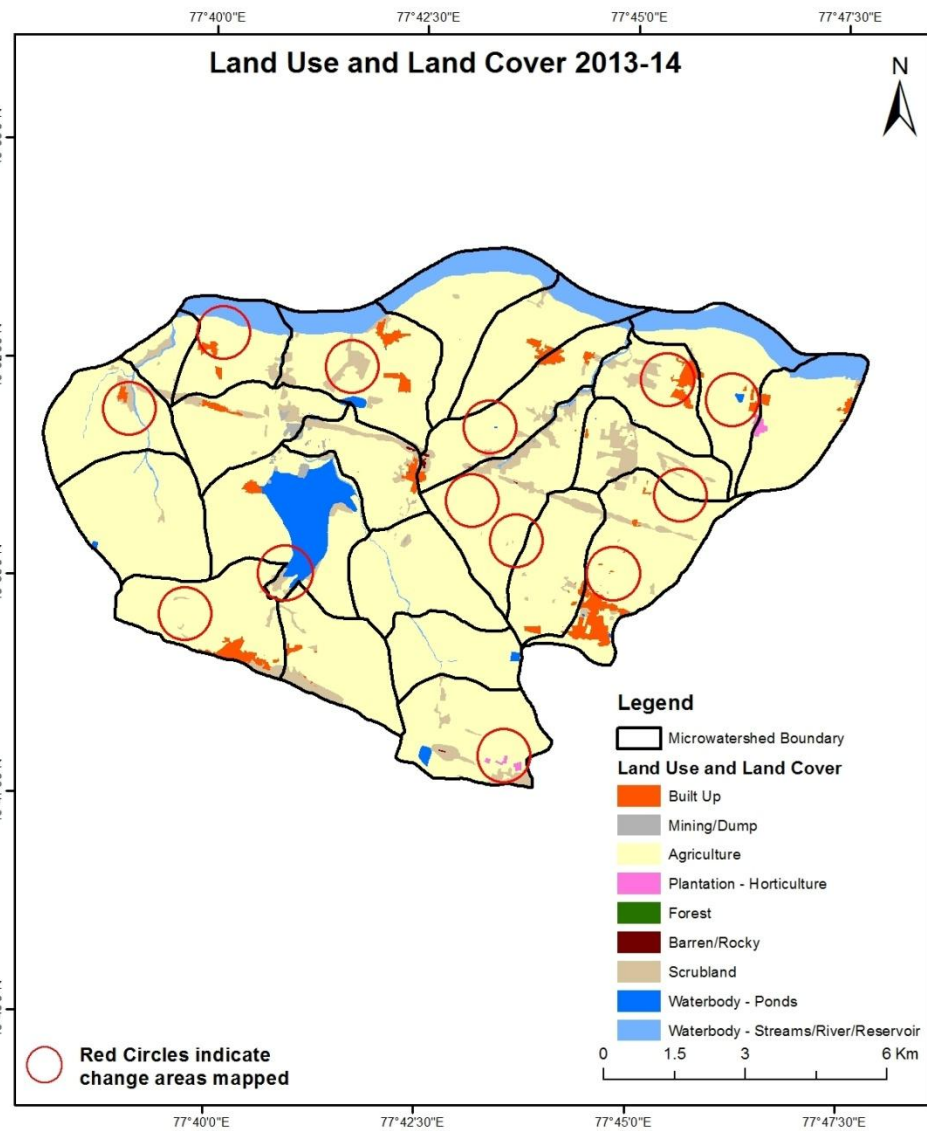 77°40'0"E 77°42'30"E 77°45'0"E 77°47'30"E
Land Use and Land Cover 2013-14
N
Legend
Microwatershed Boundary
Land Use and Land Cover
Built Up
Mining/Dump
Agriculture
Plantation - Horticulture
Forest
Barren/Rocky
Scrubland
Waterbody - Ponds
Waterbody - Streams/River/Reservoir
0 1.5 3 6 Km
Red Circles indicate
change areas mapped
77°40'0"E 77°42'30"E 77°45'0"E 77°47'30"E